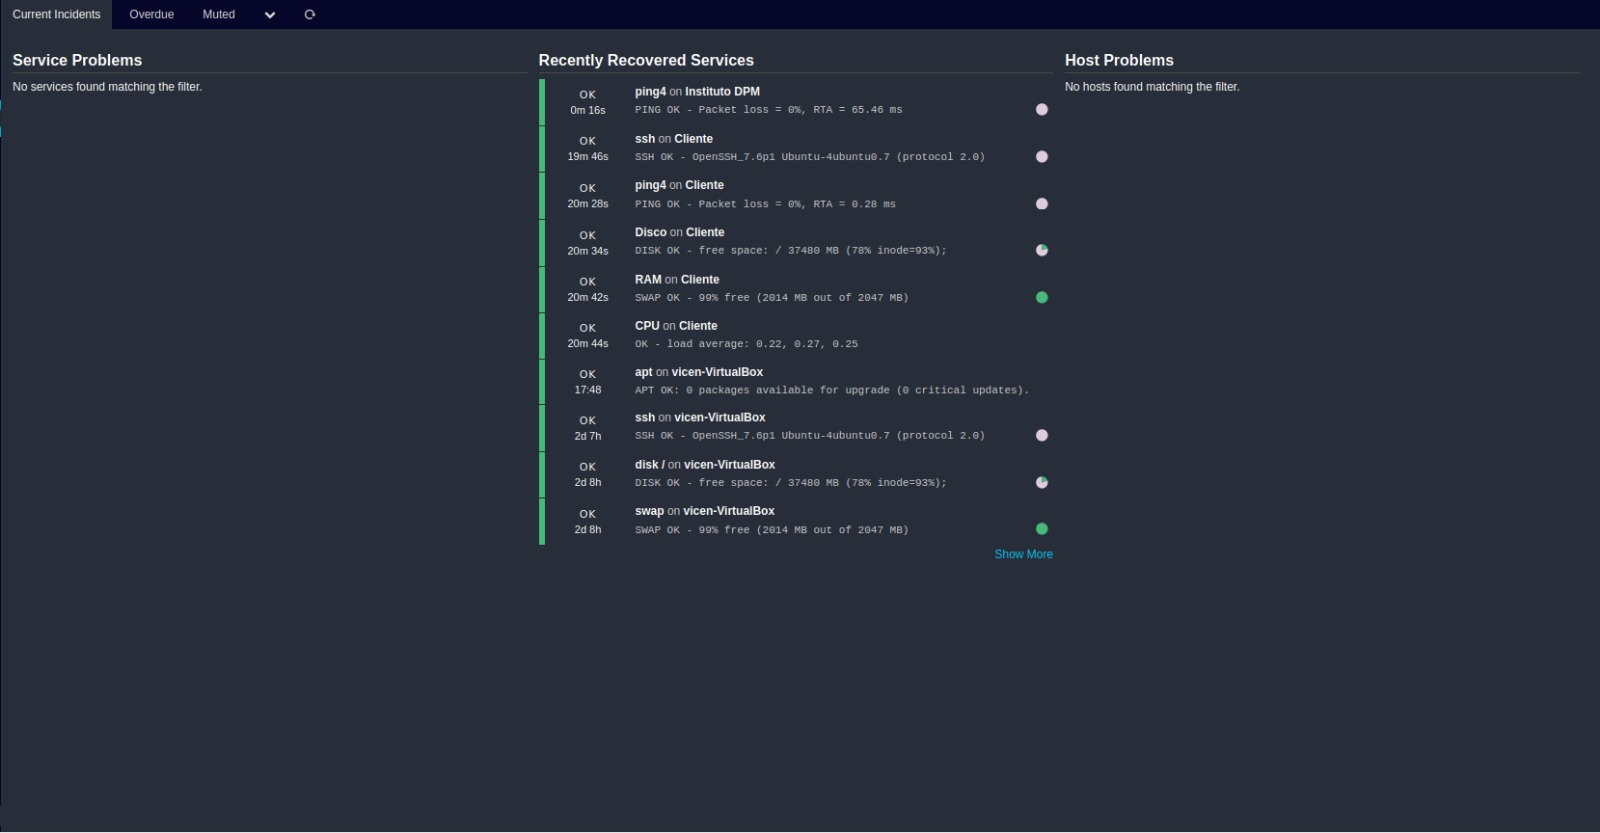 Current Incidents Overdue Muted
Service Problems
No services found matching the filter.
Recently Recovered Services
OK
0m 16s
ping4 on Instituto DPM
PING OK - Packet loss = 0%, RTA = 65.46 ms
OK
19m 46s
ssh on Cliente
SSH OK - OpenSSH_7.6p1 Ubuntu-4ubuntu0.7 (protocol 2.0)
OK
20m 28s
ping4 on Cliente
PING OK - Packet loss = 0%, RTA = 0.28 ms
OK
20m 34s
Disco on Cliente
DISK OK - free space: / 37480 MB (78% inode=93%);
OK
20m 42s
RAM on Cliente
SWAP OK - 99% free (2014 MB out of 2047 MB)
OK
20m 44s
CPU on Cliente
OK - load average: 0.22, 0.27, 0.25
OK
17:48
apt on vicen-VirtualBox
APT OK: 0 packages available for upgrade (0 critical updates).
OK
2d 7h
ssh on vicen-VirtualBox
SSH OK - OpenSSH_7.6p1 Ubuntu-4ubuntu0.7 (protocol 2.0)
OK
2d 8h
disk / on vicen-VirtualBox
DISK OK - free space: / 37480 MB (78% inode=93%);
OK
2d 8h
swap on vicen-VirtualBox
SWAP OK - 99% free (2014 MB out of 2047 MB)
Show More
Host Problems
No hosts found matching the filter.